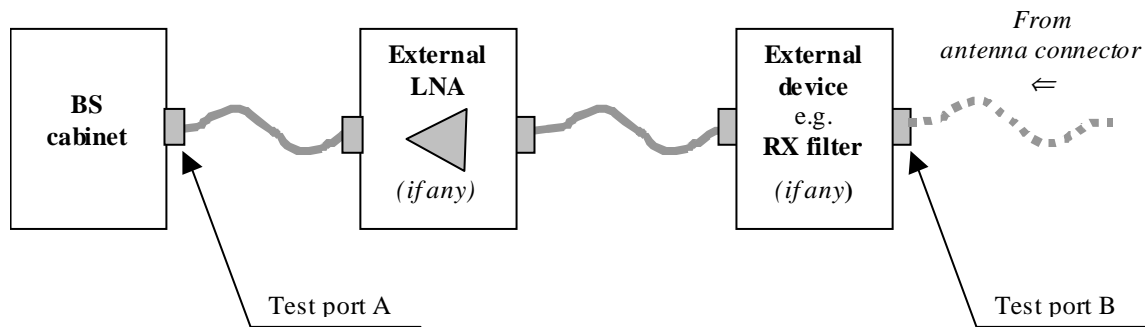 BS
cabinet
External
LNA
(if any)
External
device
e.g.
RX filter
(if any)
From
antenna connector
⇐
Test port A
Test port B